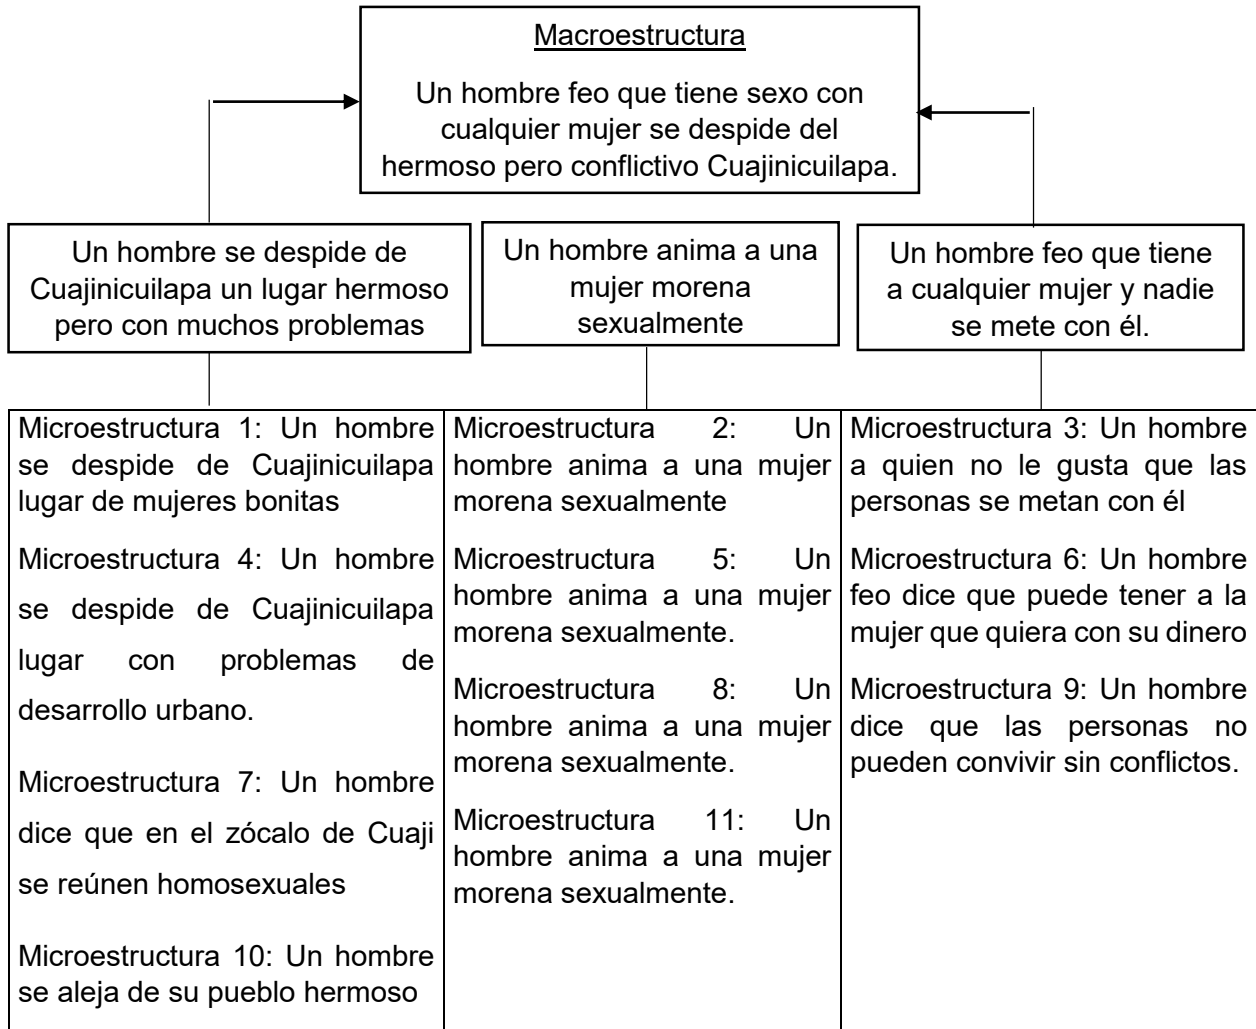 Macroestructura
Un hombre feo que tiene sexo con
cualquier mujer se despide del
hermoso pero conflictivo Cuajinicuilapa.
Un hombre se despide de
Cuajinicuilapa un lugar hermoso
pero con muchos problemas
Un hombre anima a una
mujer morena
sexualmente
Un hombre feo que tiene
a cualquier mujer y nadie
se mete con él.
Microestructura 1: Un hombre
se despide de Cuajinicuilapa
lugar de mujeres bonitas
Microestructura 4: Un hombre
se despide de Cuajinicuilapa
lugar con problemas de
desarrollo urbano.
Microestructura 7: Un hombre
dice que en el zócalo de Cuaji
se reúnen homosexuales
Microestructura 10: Un hombre
se aleja de su pueblo hermoso
Microestructura 2: Un
hombre anima a una mujer
morena sexualmente
Microestructura 5: Un
hombre anima a una mujer
morena sexualmente.
Microestructura 8: Un
hombre anima a una mujer
morena sexualmente.
Microestructura 11: Un
hombre anima a una mujer
morena sexualmente.
Microestructura 3: Un hombre
a quien no le gusta que las
personas se metan con él
Microestructura 6: Un hombre
feo dice que puede tener a la
mujer que quiera con su dinero
Microestructura 9: Un hombre
dice que las personas no
pueden convivir sin conflictos.